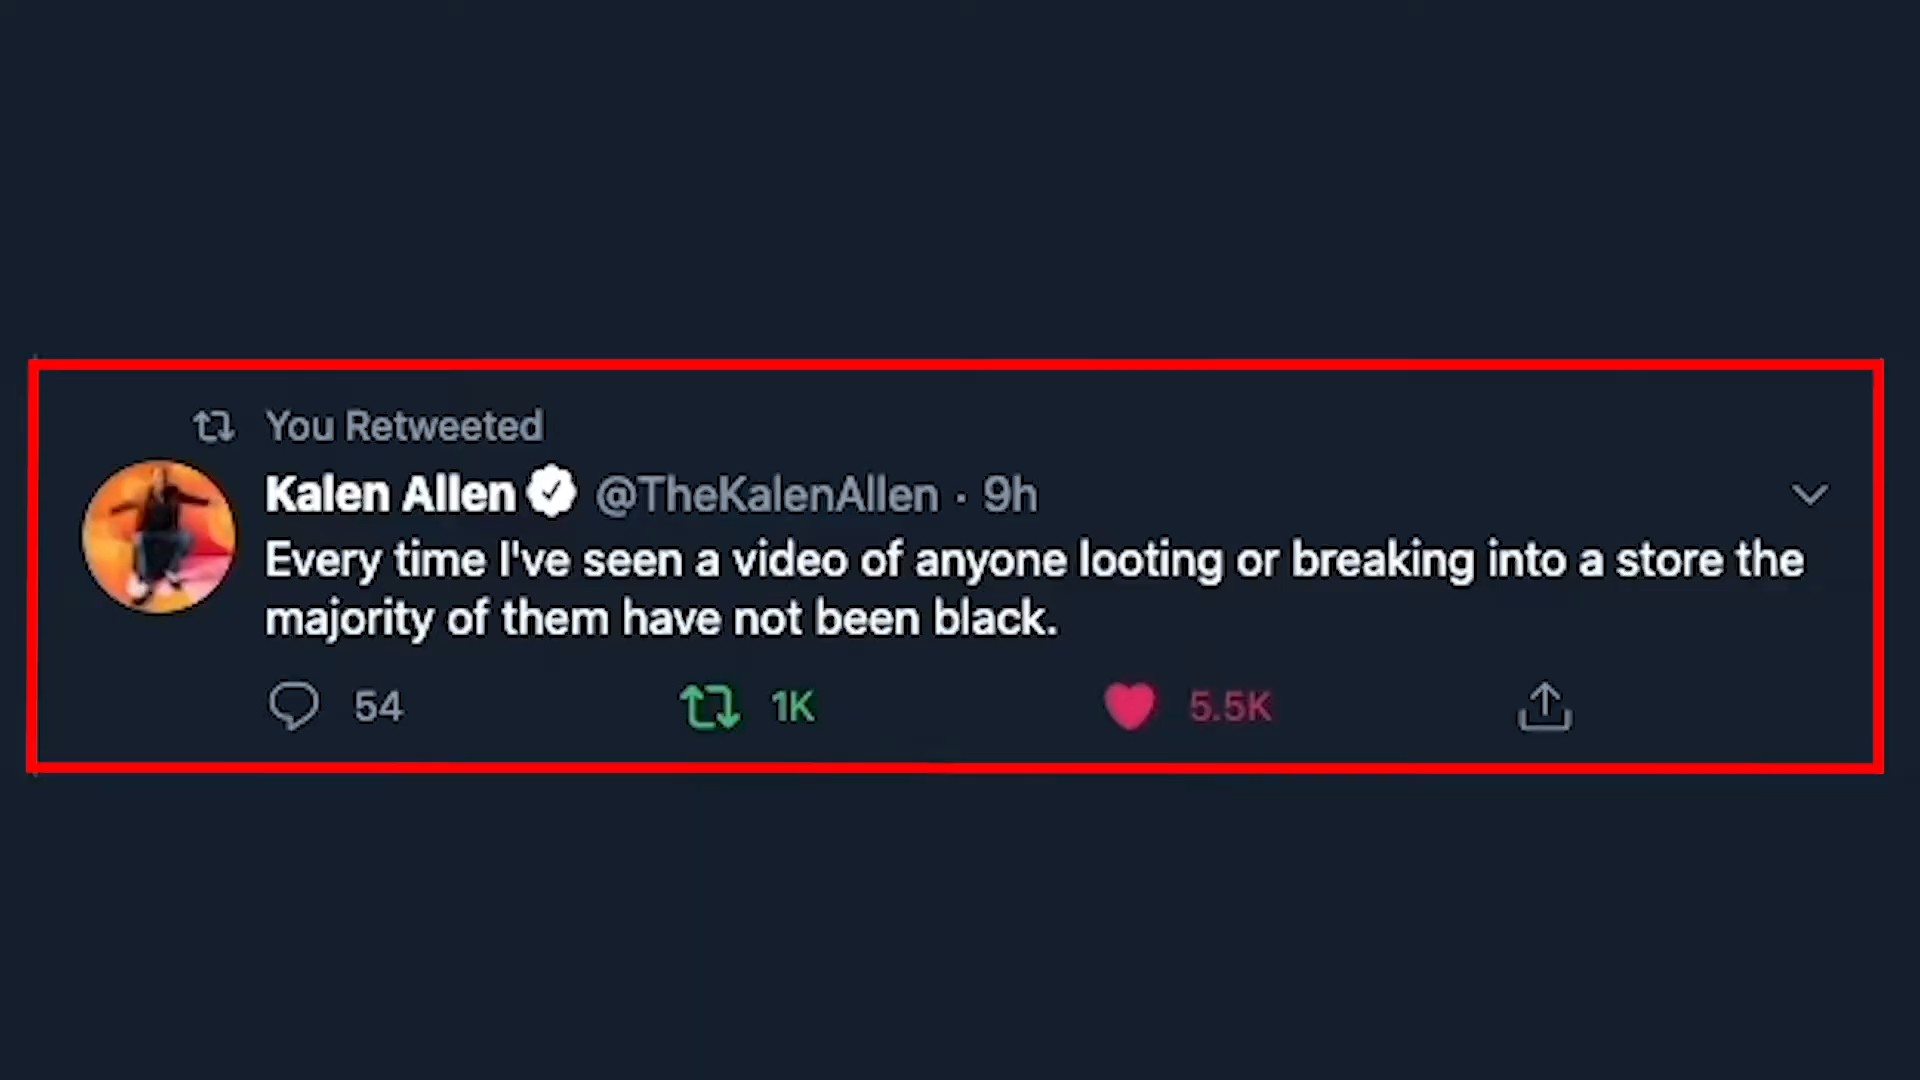 You Retweeted
Kalen Allen @TheKalenAllen · 9h
Every time I've seen a video of anyone looting or breaking into a store the
majority of them have not been black.
54 1K 5.5K